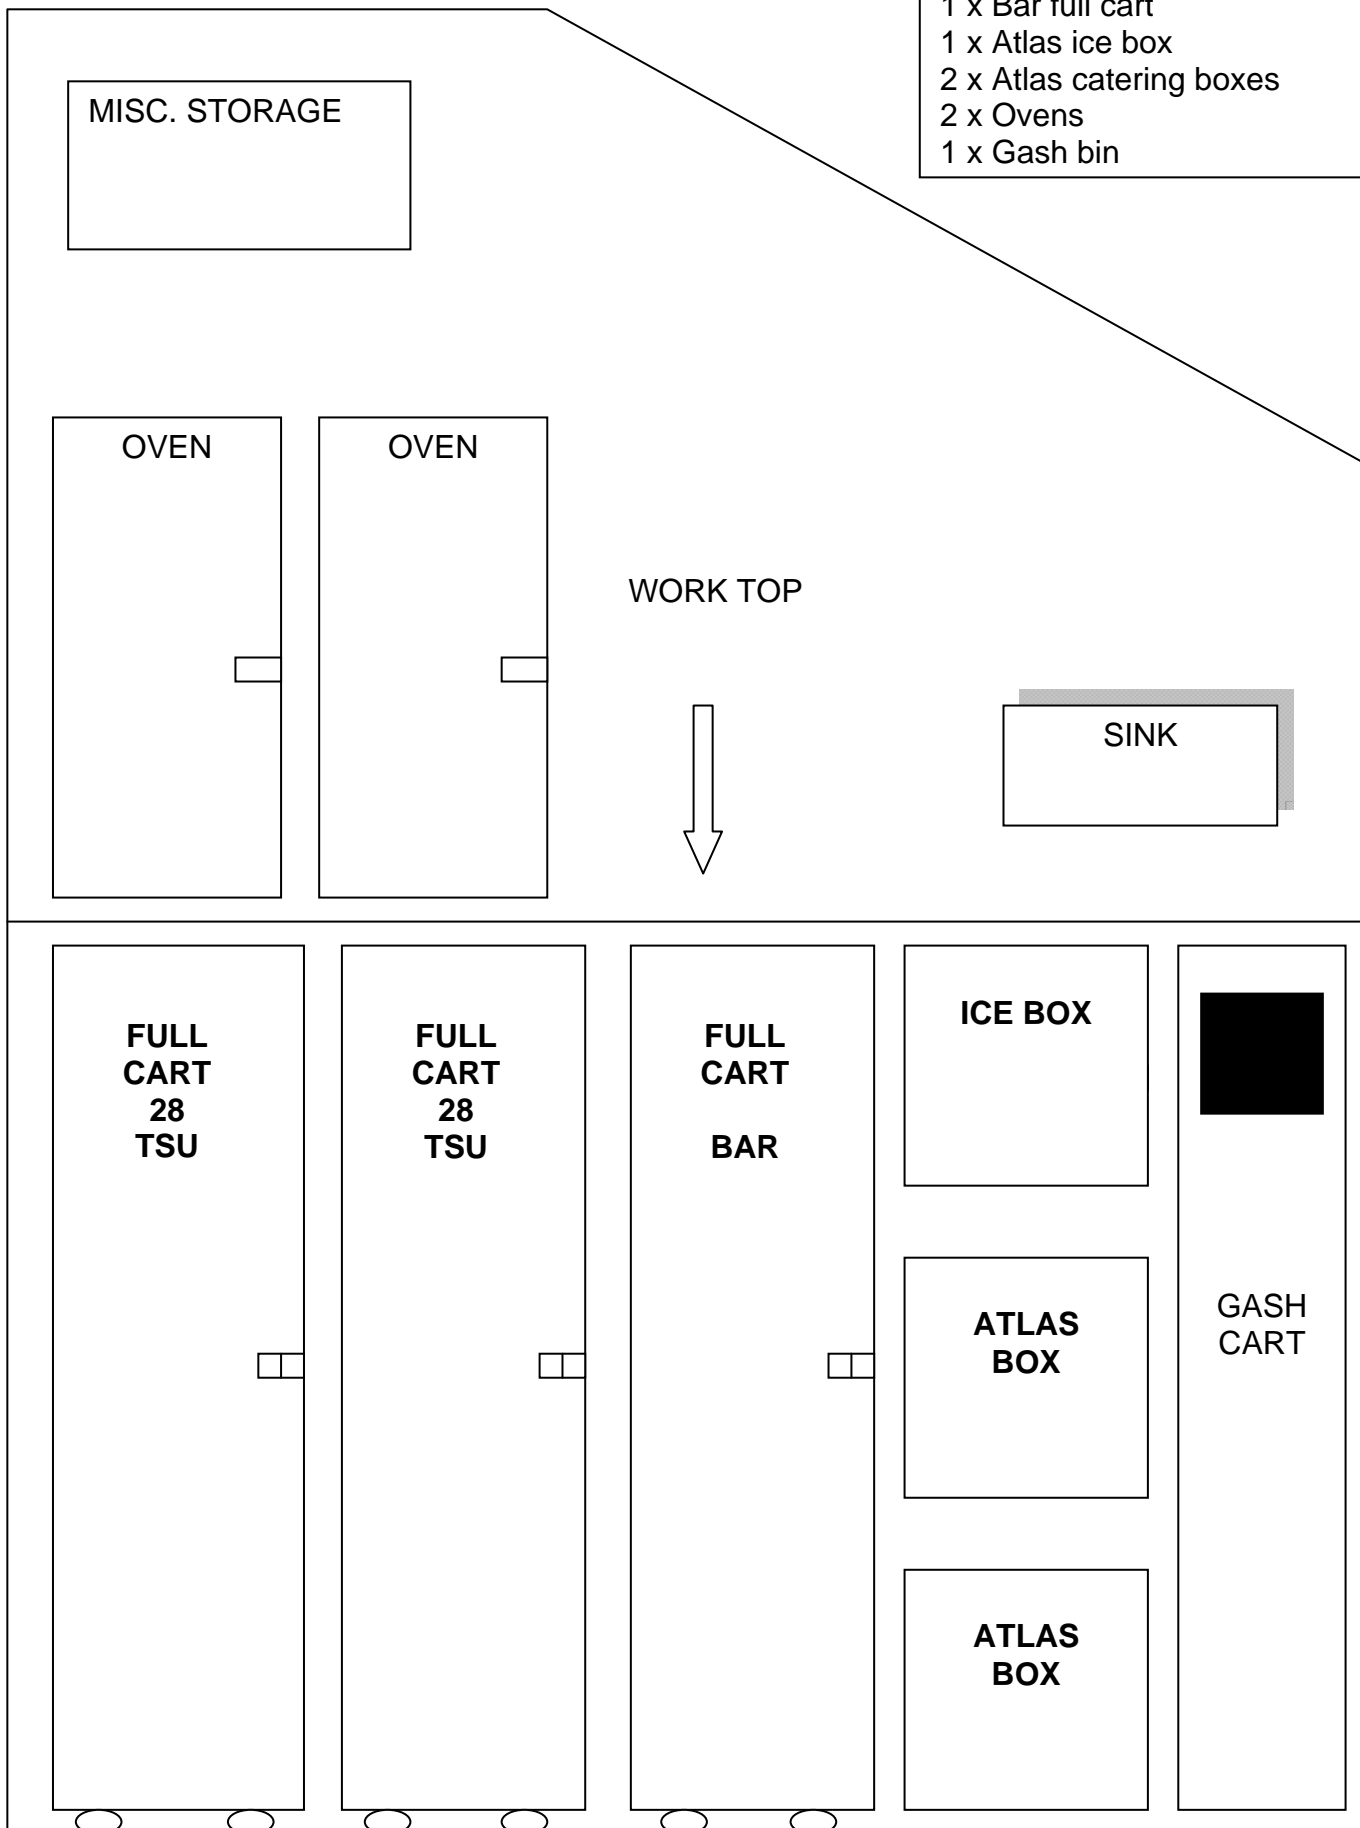 1 x Bar full cart
1 x Atlas ice box
2 x Atlas catering boxes
2 x Ovens
1 x Gash bin
MISC. STORAGE
OVEN
OVEN
WORK TOP
SINK
FULL
CART
28
TSU
FULL
CART
28
TSU
FULL
CART
BAR
ICE BOX
ATLAS
BOX
ATLAS
BOX
GASH
CART